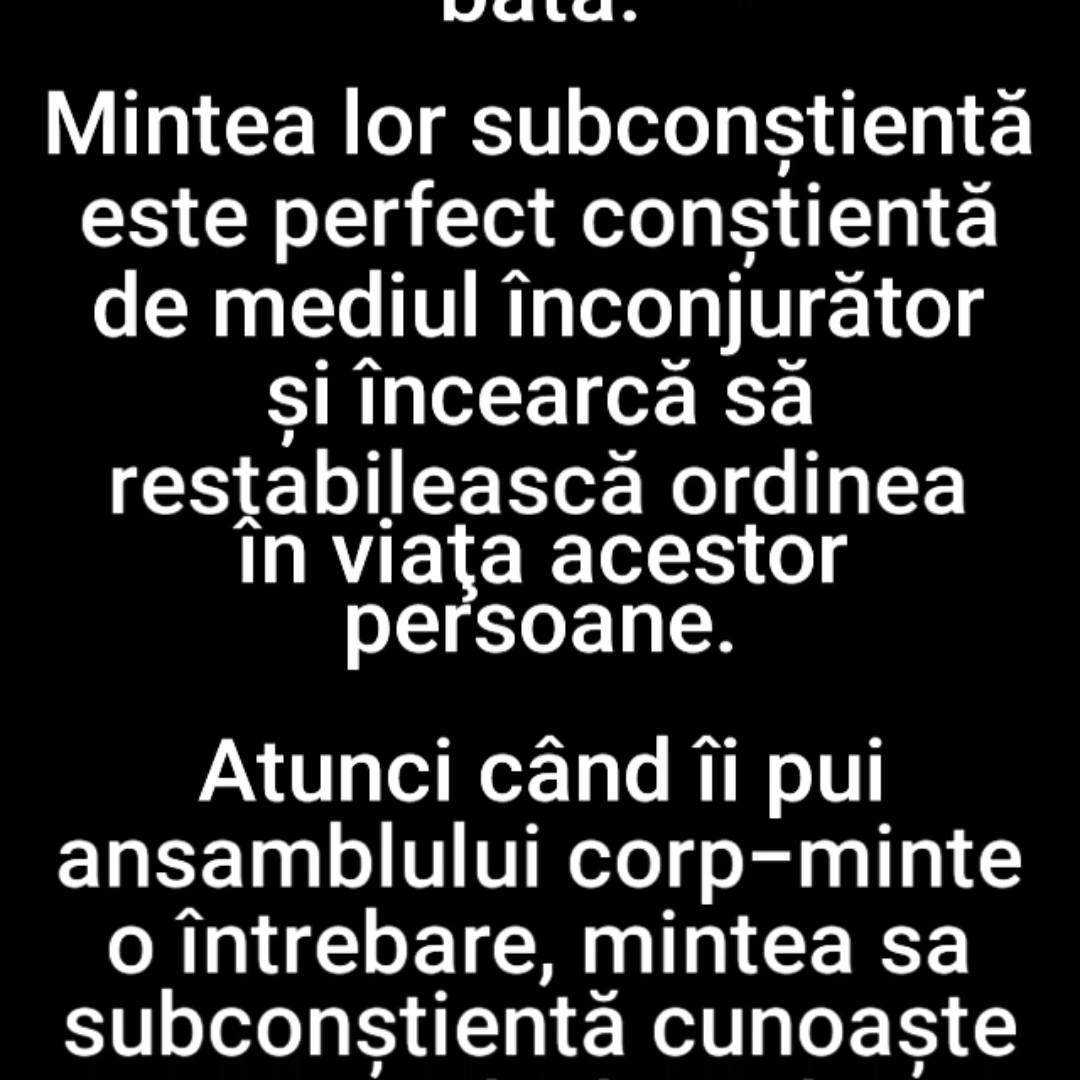 Mintea lor subconștientă
este perfect conștientă
de mediul înconjurător
și încearcă să
restabilească ordinea
în viaţa acestor
persoane.
Atunci când îi pui
ansamblului corp-minte
o întrebare, mintea sa
subconștientă cunoaște